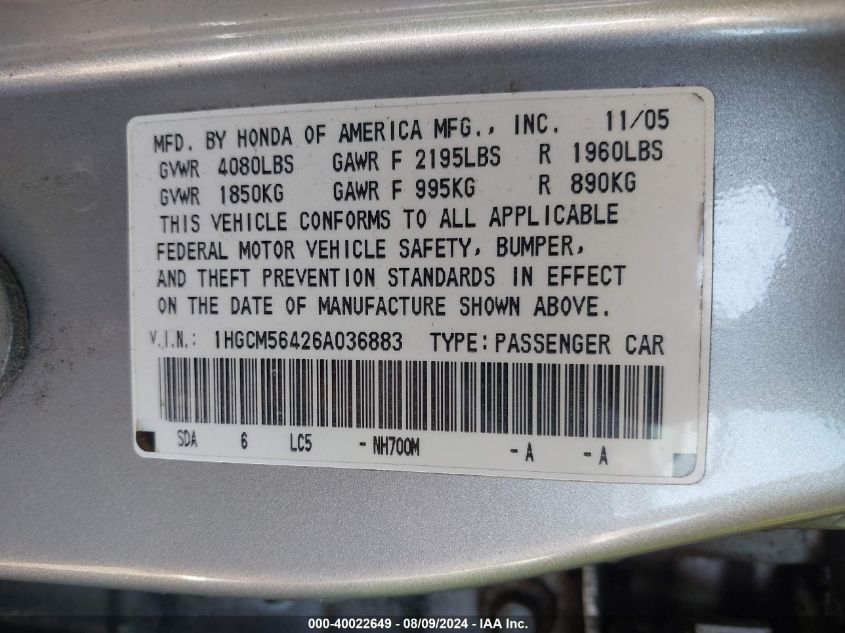 MFD. BY HONDA OF AMERICA MFG., INC. 11/05
GVWR 4080LBS GAWR F 2195LBS R 1960LBS
GVWR 1850KG GAWR F 995KG R 890KG
THIS VEHICLE CONFORMS TO ALL APPLICABLE
FEDERAL MOTOR VEHICLE SAFETY, BUMPER,
AND THEFT PREVENTION STANDARDS IN EFFECT
ON THE DATE OF MANUFACTURE SHOWN ABOVE.
V.I.N.: 1HGCM56426A036883 TYPE: PASSENGER CAR
SDA 6 LC5 - NH700M - A - A
000-40022649 - 08/09/2024 - IAA Inc.